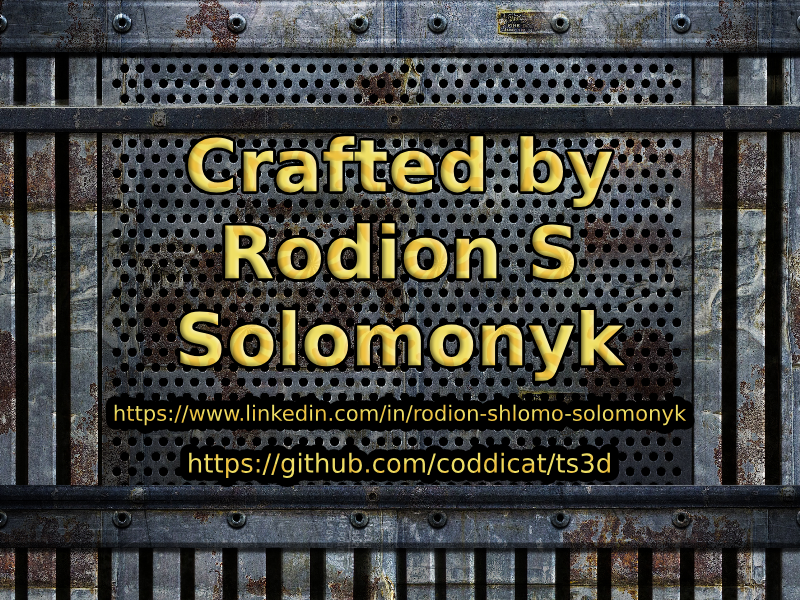 Crafted by
Rodion S
Solomonyk
https://www.linkedin.com/in/rodion-shlomo-solomonyk
https://github.com/coddicat/ts3d